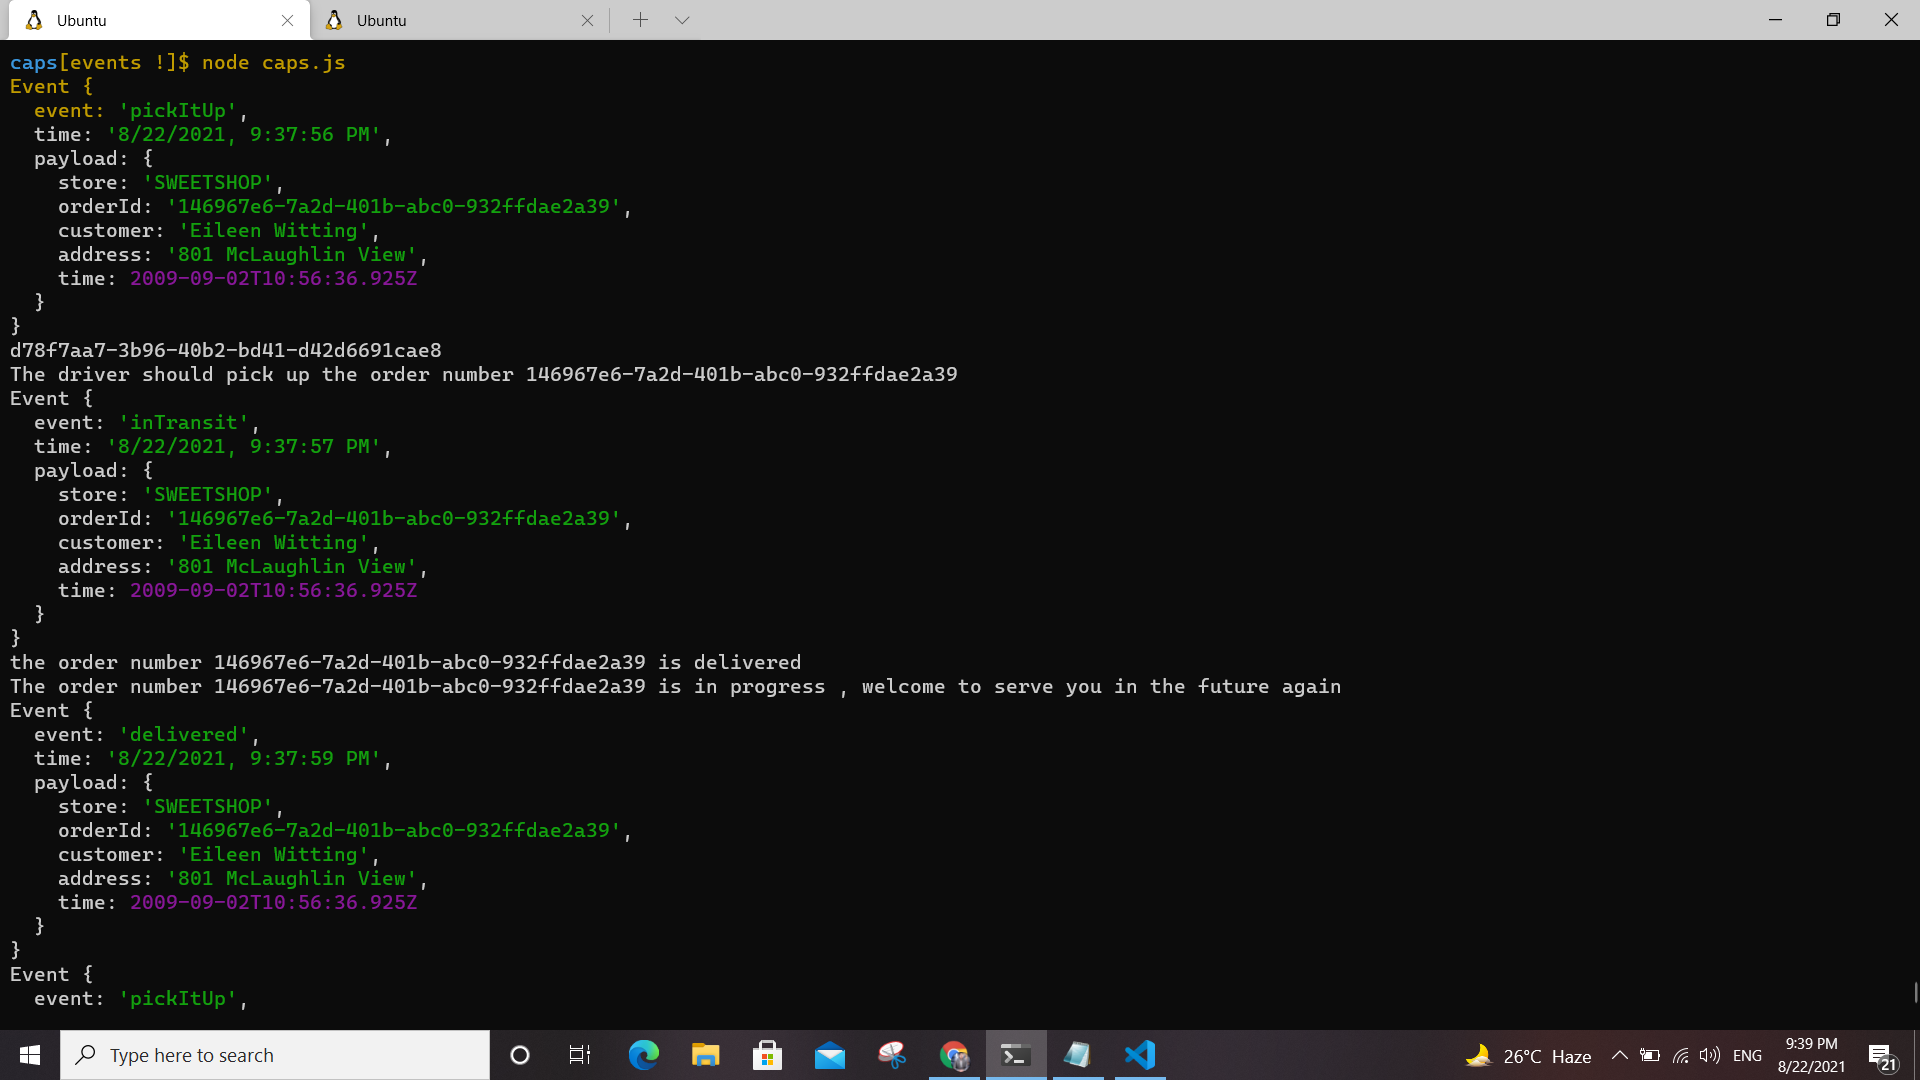 Ubuntu
Ubuntu
caps[events !]$ node caps.js
Event {
  event: 'pickItUp',
  time: '8/22/2021, 9:37:56 PM',
  payload: {
    store: 'SWEETSHOP',
    orderId: '146967e6-7a2d-401b-abc0-932ffdae2a39',
    customer: 'Eileen Witting',
    address: '801 McLaughlin View',
    time: 2009-09-02T10:56:36.925Z
  }
}
d78f7aa7-3b96-40b2-bd41-d42d6691cae8
The driver should pick up the order number 146967e6-7a2d-401b-abc0-932ffdae2a39
Event {
  event: 'inTransit',
  time: '8/22/2021, 9:37:57 PM',
  payload: {
    store: 'SWEETSHOP',
    orderId: '146967e6-7a2d-401b-abc0-932ffdae2a39',
    customer: 'Eileen Witting',
    address: '801 McLaughlin View',
    time: 2009-09-02T10:56:36.925Z
  }
}
the order number 146967e6-7a2d-401b-abc0-932ffdae2a39 is delivered
The order number 146967e6-7a2d-401b-abc0-932ffdae2a39 is in progress , welcome to serve you in the future again
Event {
  event: 'delivered',
  time: '8/22/2021, 9:37:59 PM',
  payload: {
    store: 'SWEETSHOP',
    orderId: '146967e6-7a2d-401b-abc0-932ffdae2a39',
    customer: 'Eileen Witting',
    address: '801 McLaughlin View',
    time: 2009-09-02T10:56:36.925Z
  }
}
Event {
  event: 'pickItUp',
Type here to search
26°C Haze
ENG
9:39 PM
8/22/2021
21